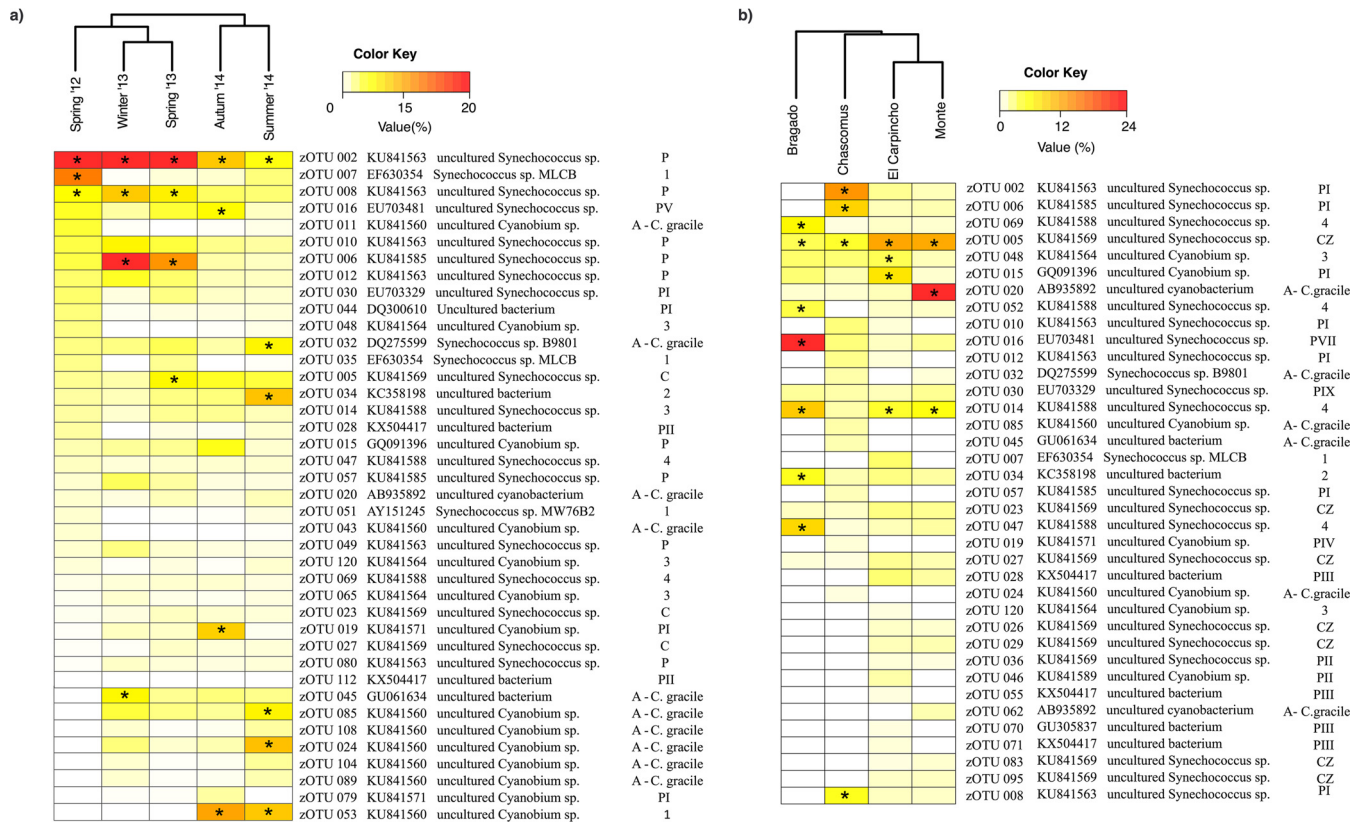 a)
Color Key
0 15 20
Value(%)
Spring '12
Winter '13
Spring '13
Autum '14
Summer '14
* * * * * zOTU 002 KU841563 uncultured Synechococcus sp. P
* zOTU 007 EF630354 Synechococcus sp. MLCB 1
* * * zOTU 008 KU841563 uncultured Synechococcus sp. P
* zOTU 016 EU703481 uncultured Synechococcus sp. PV
zOTU 011 KU841560 uncultured Cyanobium sp. A - C. gracile
zOTU 010 KU841563 uncultured Synechococcus sp. P
* * zOTU 006 KU841585 uncultured Synechococcus sp. P
zOTU 012 KU841563 uncultured Synechococcus sp. P
zOTU 030 EU703329 uncultured Synechococcus sp. PI
zOTU 044 DQ300610 Uncultured bacterium PI
zOTU 048 KU841564 uncultured Cyanobium sp. 3
* zOTU 032 DQ275599 Synechococcus sp. B9801 A - C. gracile
zOTU 035 EF630354 Synechococcus sp. MLCB 1
* zOTU 005 KU841569 uncultured Synechococcus sp. C
* zOTU 034 KC358198 uncultured bacterium 2
zOTU 014 KU841588 uncultured Synechococcus sp. 3
zOTU 028 KX504417 uncultured bacterium PII
zOTU 015 GQ091396 uncultured Cyanobium sp. P
zOTU 047 KU841588 uncultured Synechococcus sp. 4
zOTU 057 KU841585 uncultured Synechococcus sp. P
zOTU 020 AB935892 uncultured cyanobacterium A - C. gracile
zOTU 051 AY151245 Synechococcus sp. MW76B2 1
zOTU 043 KU841560 uncultured Cyanobium sp. A - C. gracile
zOTU 049 KU841563 uncultured Synechococcus sp. P
zOTU 120 KU841564 uncultured Cyanobium sp. 3
zOTU 069 KU841588 uncultured Synechococcus sp. 4
zOTU 065 KU841564 uncultured Cyanobium sp. 3
zOTU 023 KU841569 uncultured Synechococcus sp. C
* zOTU 019 KU841571 uncultured Cyanobium sp. PI
zOTU 027 KU841569 uncultured Synechococcus sp. C
zOTU 080 KU841563 uncultured Synechococcus sp. P
zOTU 112 KX504417 uncultured bacterium PII
* zOTU 045 GU061634 uncultured bacterium A - C. gracile
* zOTU 085 KU841560 uncultured Cyanobium sp. A - C. gracile
zOTU 108 KU841560 uncultured Cyanobium sp. A - C. gracile
* zOTU 024 KU841560 uncultured Cyanobium sp. A - C. gracile
zOTU 104 KU841560 uncultured Cyanobium sp. A - C. gracile
zOTU 089 KU841560 uncultured Cyanobium sp. A - C. gracile
zOTU 079 KU841571 uncultured Cyanobium sp. PI
* * zOTU 053 KU841560 uncultured Cyanobium sp. 1
b)
Color Key
0 12 24
Value (%)
Bragado
Chascomus
El Carpincho
Monte
* zOTU 002 KU841563 uncultured Synechococcus sp. PI
* zOTU 006 KU841585 uncultured Synechococcus sp. PI
* zOTU 069 KU841588 uncultured Synechococcus sp. 4
* * * * zOTU 005 KU841569 uncultured Synechococcus sp. CZ
* zOTU 048 KU841564 uncultured Cyanobium sp. 3
* zOTU 015 GQ091396 uncultured Cyanobium sp. PI
* zOTU 020 AB935892 uncultured cyanobacterium A- C.gracile
* zOTU 052 KU841588 uncultured Synechococcus sp. 4
zOTU 010 KU841563 uncultured Synechococcus sp. PI
* zOTU 016 EU703481 uncultured Synechococcus sp. PVII
zOTU 012 KU841563 uncultured Synechococcus sp. PI
zOTU 032 DQ275599 Synechococcus sp. B9801 A- C.gracile
zOTU 030 EU703329 uncultured Synechococcus sp. PIX
* * * zOTU 014 KU841588 uncultured Synechococcus sp. 4
zOTU 085 KU841560 uncultured Cyanobium sp. A- C.gracile
zOTU 045 GU061634 uncultured bacterium A- C.gracile
zOTU 007 EF630354 Synechococcus sp. MLCB 1
* zOTU 034 KC358198 uncultured bacterium 2
zOTU 057 KU841585 uncultured Synechococcus sp. PI
zOTU 023 KU841569 uncultured Synechococcus sp. CZ
* zOTU 047 KU841588 uncultured Synechococcus sp. 4
zOTU 019 KU841571 uncultured Cyanobium sp. PIV
zOTU 027 KU841569 uncultured Synechococcus sp. CZ
zOTU 028 KX504417 uncultured bacterium PIII
zOTU 024 KU841560 uncultured Cyanobium sp. A- C.gracile
zOTU 120 KU841564 uncultured Cyanobium sp. 3
zOTU 026 KU841569 uncultured Synechococcus sp. CZ
zOTU 029 KU841569 uncultured Synechococcus sp. CZ
zOTU 036 KU841569 uncultured Synechococcus sp. PII
zOTU 046 KU841589 uncultured Cyanobium sp. PII
zOTU 055 KX504417 uncultured bacterium PIII
zOTU 062 AB935892 uncultured cyanobacterium A- C.gracile
zOTU 070 GU305837 uncultured bacterium PIII
zOTU 071 KX504417 uncultured bacterium PIII
zOTU 083 KU841569 uncultured Synechococcus sp. CZ
zOTU 095 KU841569 uncultured Synechococcus sp. CZ
* zOTU 008 KU841563 uncultured Synechococcus sp. PI